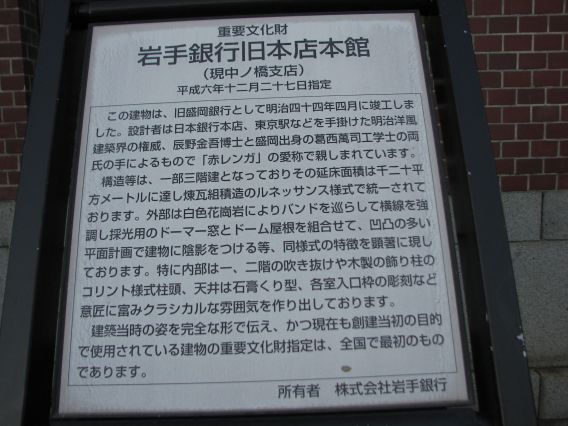 重要文化財
岩手銀行旧本店本館
（現中ノ橋支店）
平成六年十二月二十七日指定
この建物は、旧盛岡銀行として明治四十四年四月に竣工しま
した。設計者は日本銀行本店、東京駅などを手掛けた明治洋風
建築界の権威、辰野金吾博士と盛岡出身の葛西萬司工学士の両
氏の手によるもので「赤レンガ」の愛称で親しまれています。
構造等は、一部三階建となっておりその延床面積は千二十平
方メートルに達し煉瓦組積造のルネッサンス様式で統一されて
おります。外部は白色花崗岩によりバンドを巡らして横線を強
調し採光用のドーマー窓とドーム屋根を組合せて、凹凸の多い
平面計画で建物に陰影をつける等、同様式の特徴を顕著に現し
ております。特に内部は一、二階の吹き抜けや木製の飾り柱の
コリント様式柱頭、天井は石膏くり型、各室入口枠の彫刻など
意匠に富みクラシカルな雰囲気を作り出しております。
建築当時の姿を完全な形で伝え、かつ現在も創建当初の目的
で使用されている建物の重要文化財指定は、全国で最初のもの
であります。
所有者　株式会社岩手銀行